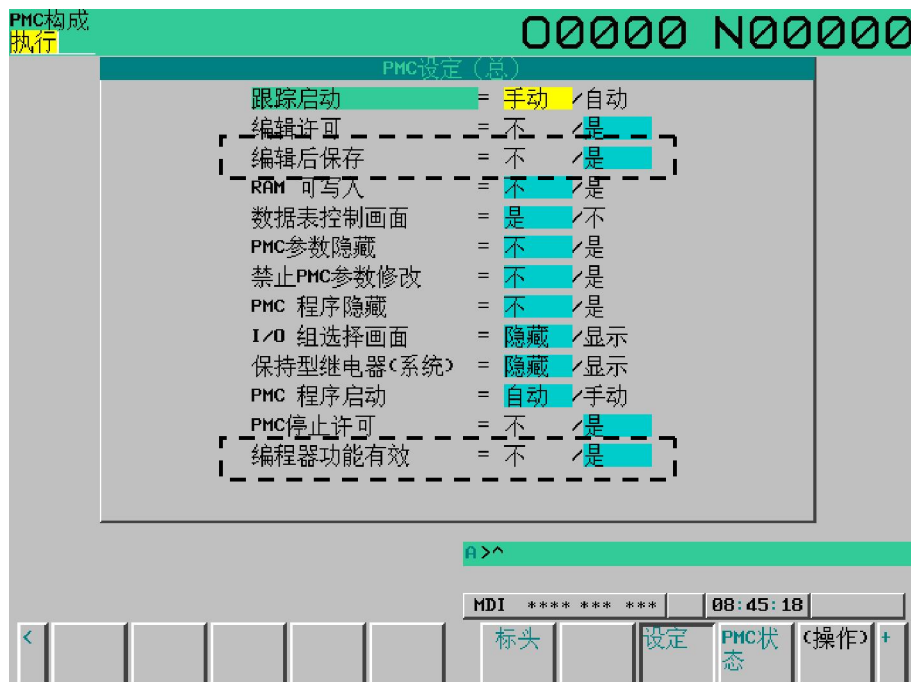 PMC构成
执行
O0000 N00000
PMC设定（总）
跟踪启动 = 手动 /自动
编辑许可 = 不 /是
编辑后保存 = 不 /是
RAM 可写入 = 不 /是
数据表控制画面 = 是 /不
PMC参数隐藏 = 不 /是
禁止PMC参数修改 = 不 /是
PMC 程序隐藏 = 不 /是
I/O 组选择画面 = 隐藏 /显示
保持型继电器(系统) = 隐藏 /显示
PMC 程序启动 = 自动 /手动
PMC停止许可 = 不 /是
编程器功能有效 = 不 /是
A>^
MDI **** *** *** 08:45:18
< 标头 设定 PMC状态 (操作) +